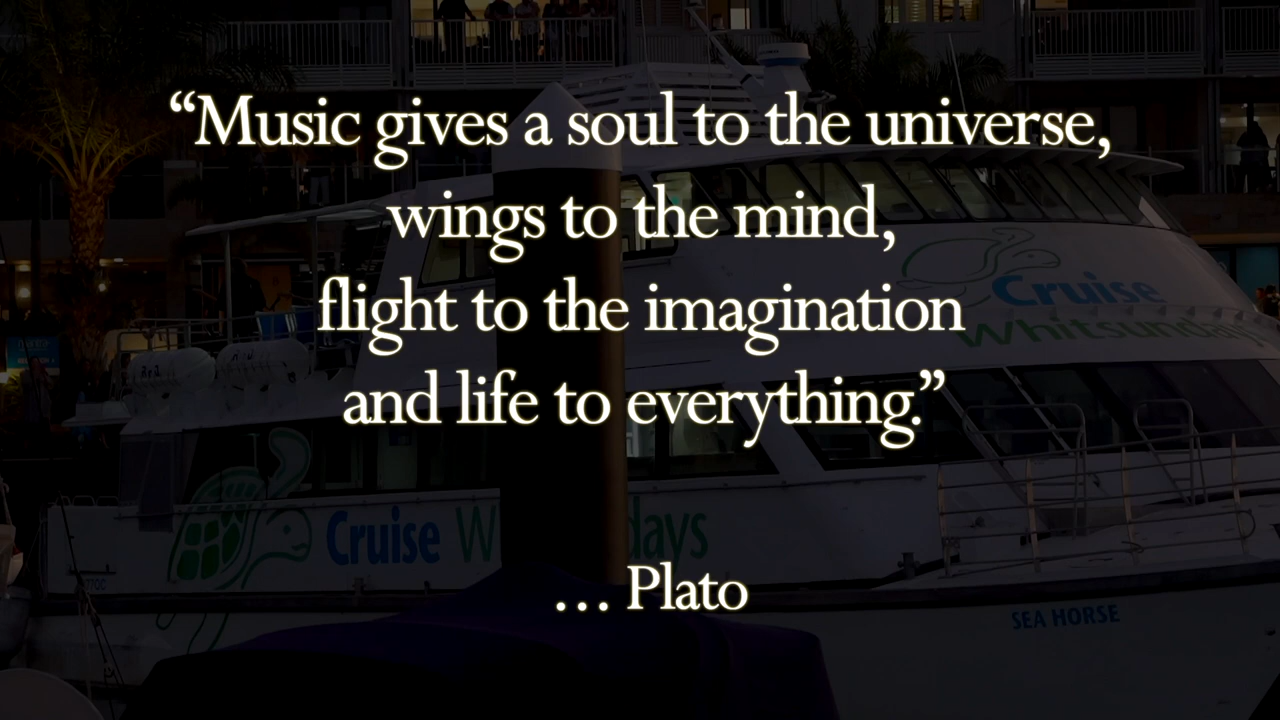 “Music gives a soul to the universe,
wings to the mind,
flight to the imagination
and life to everything.”
… Plato
Cruise
Whitsundays
Cruise W days
SEA HORSE